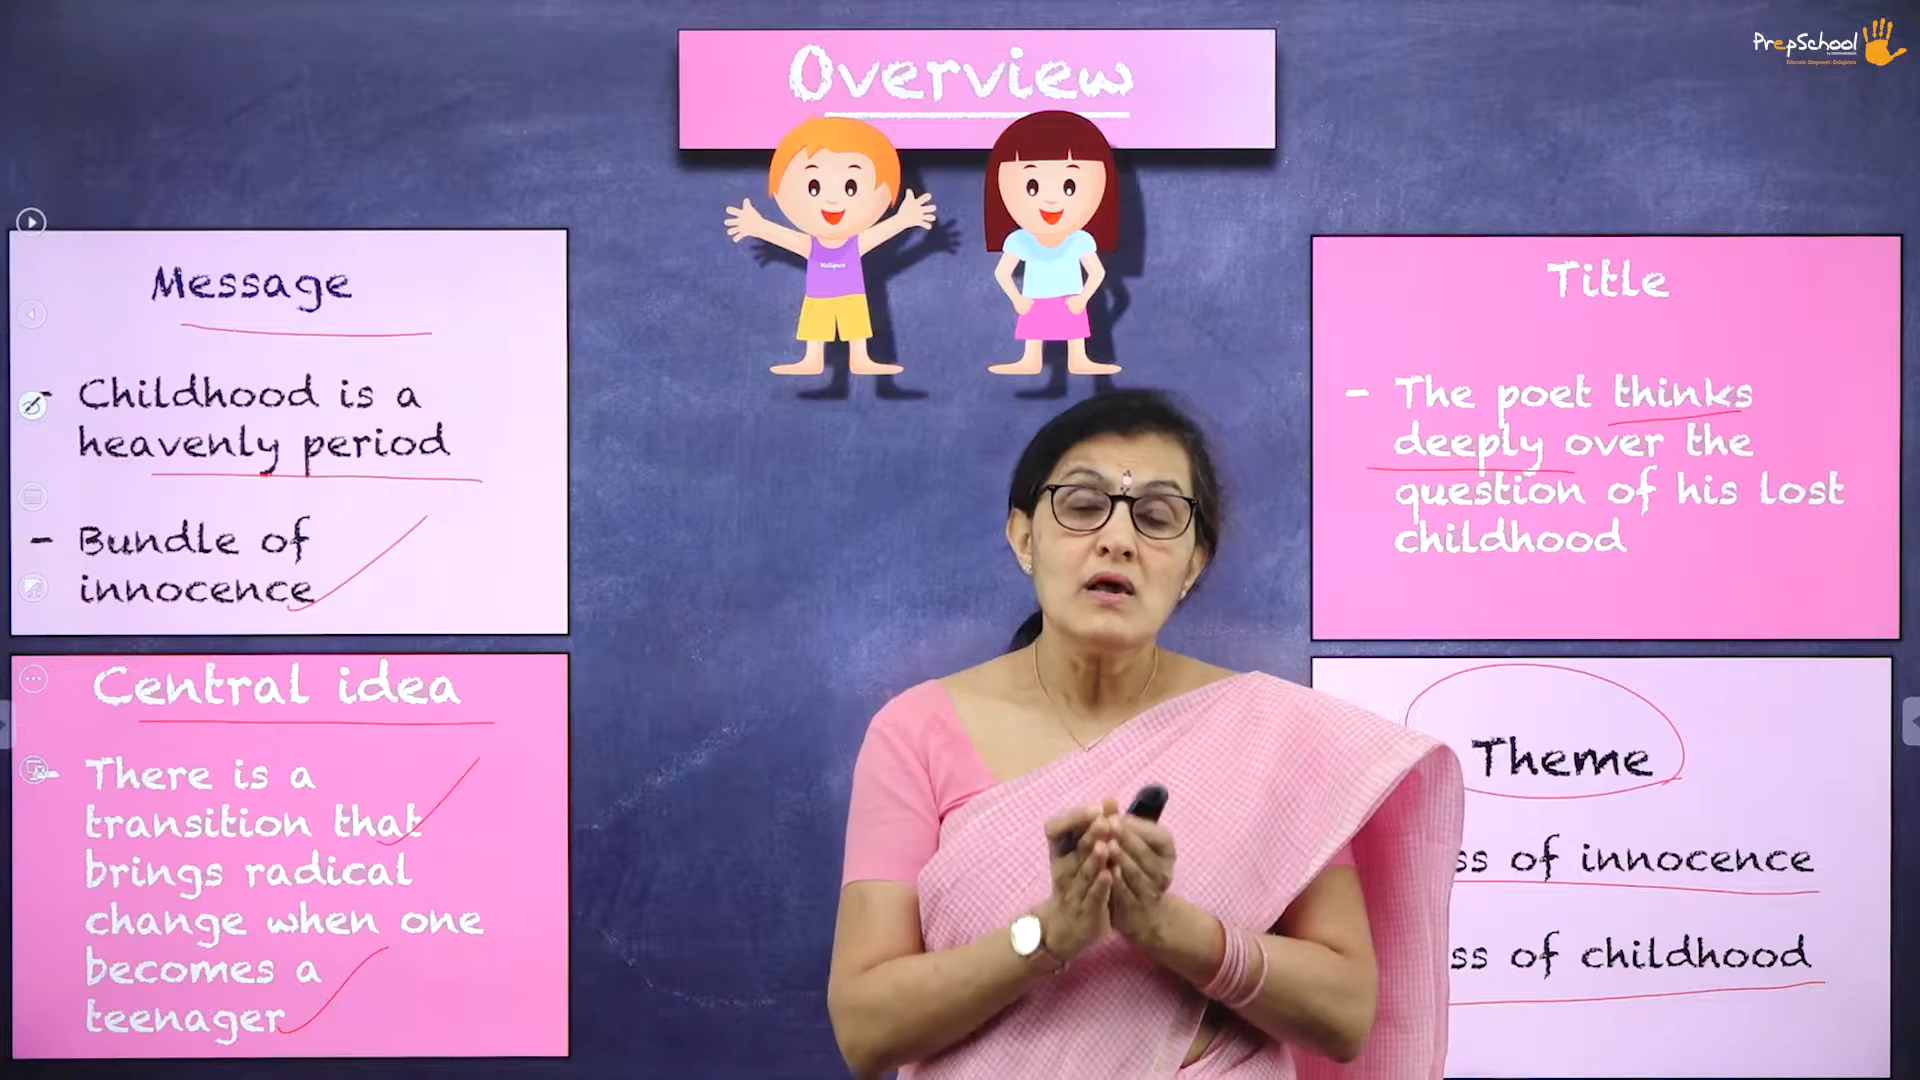 PrepSchool
Overview
Message
- Childhood is a
heavenly period
- Bundle of
innocence
Central idea
- There is a
transition that
brings radical
change when one
becomes a
teenager
Title
- The poet thinks
deeply over the
question of his lost
childhood
Theme
ss of innocence
ss of childhood